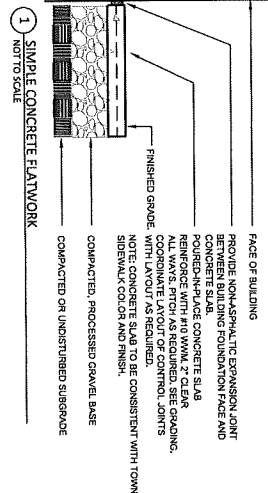 FACE OF BUILDING
PROVIDE NON-ASPHALTIC EXPANSION JOINT
BETWEEN BUILDING FOUNDATION FACE AND
CONCRETE SLAB.
POURED-IN-PLACE CONCRETE SLAB
REINFORCE WITH #10 WWM, 2" CLEAR
ALL WAYS. PITCH AS REQUIRED, SEE GRADING.
COORDINATE LAYOUT OF CONTROL JOINTS
WITH LAYOUT AS REQUIRED.
FINISHED GRADE.
NOTE: CONCRETE SLAB TO BE CONSISTENT WITH TOWN
SIDEWALK COLOR AND FINISH.
COMPACTED, PROCESSED GRAVEL BASE
COMPACTED OR UNDISTURBED SUBGRADE
1 SIMPLE CONCRETE FLATWORK
NOT TO SCALE